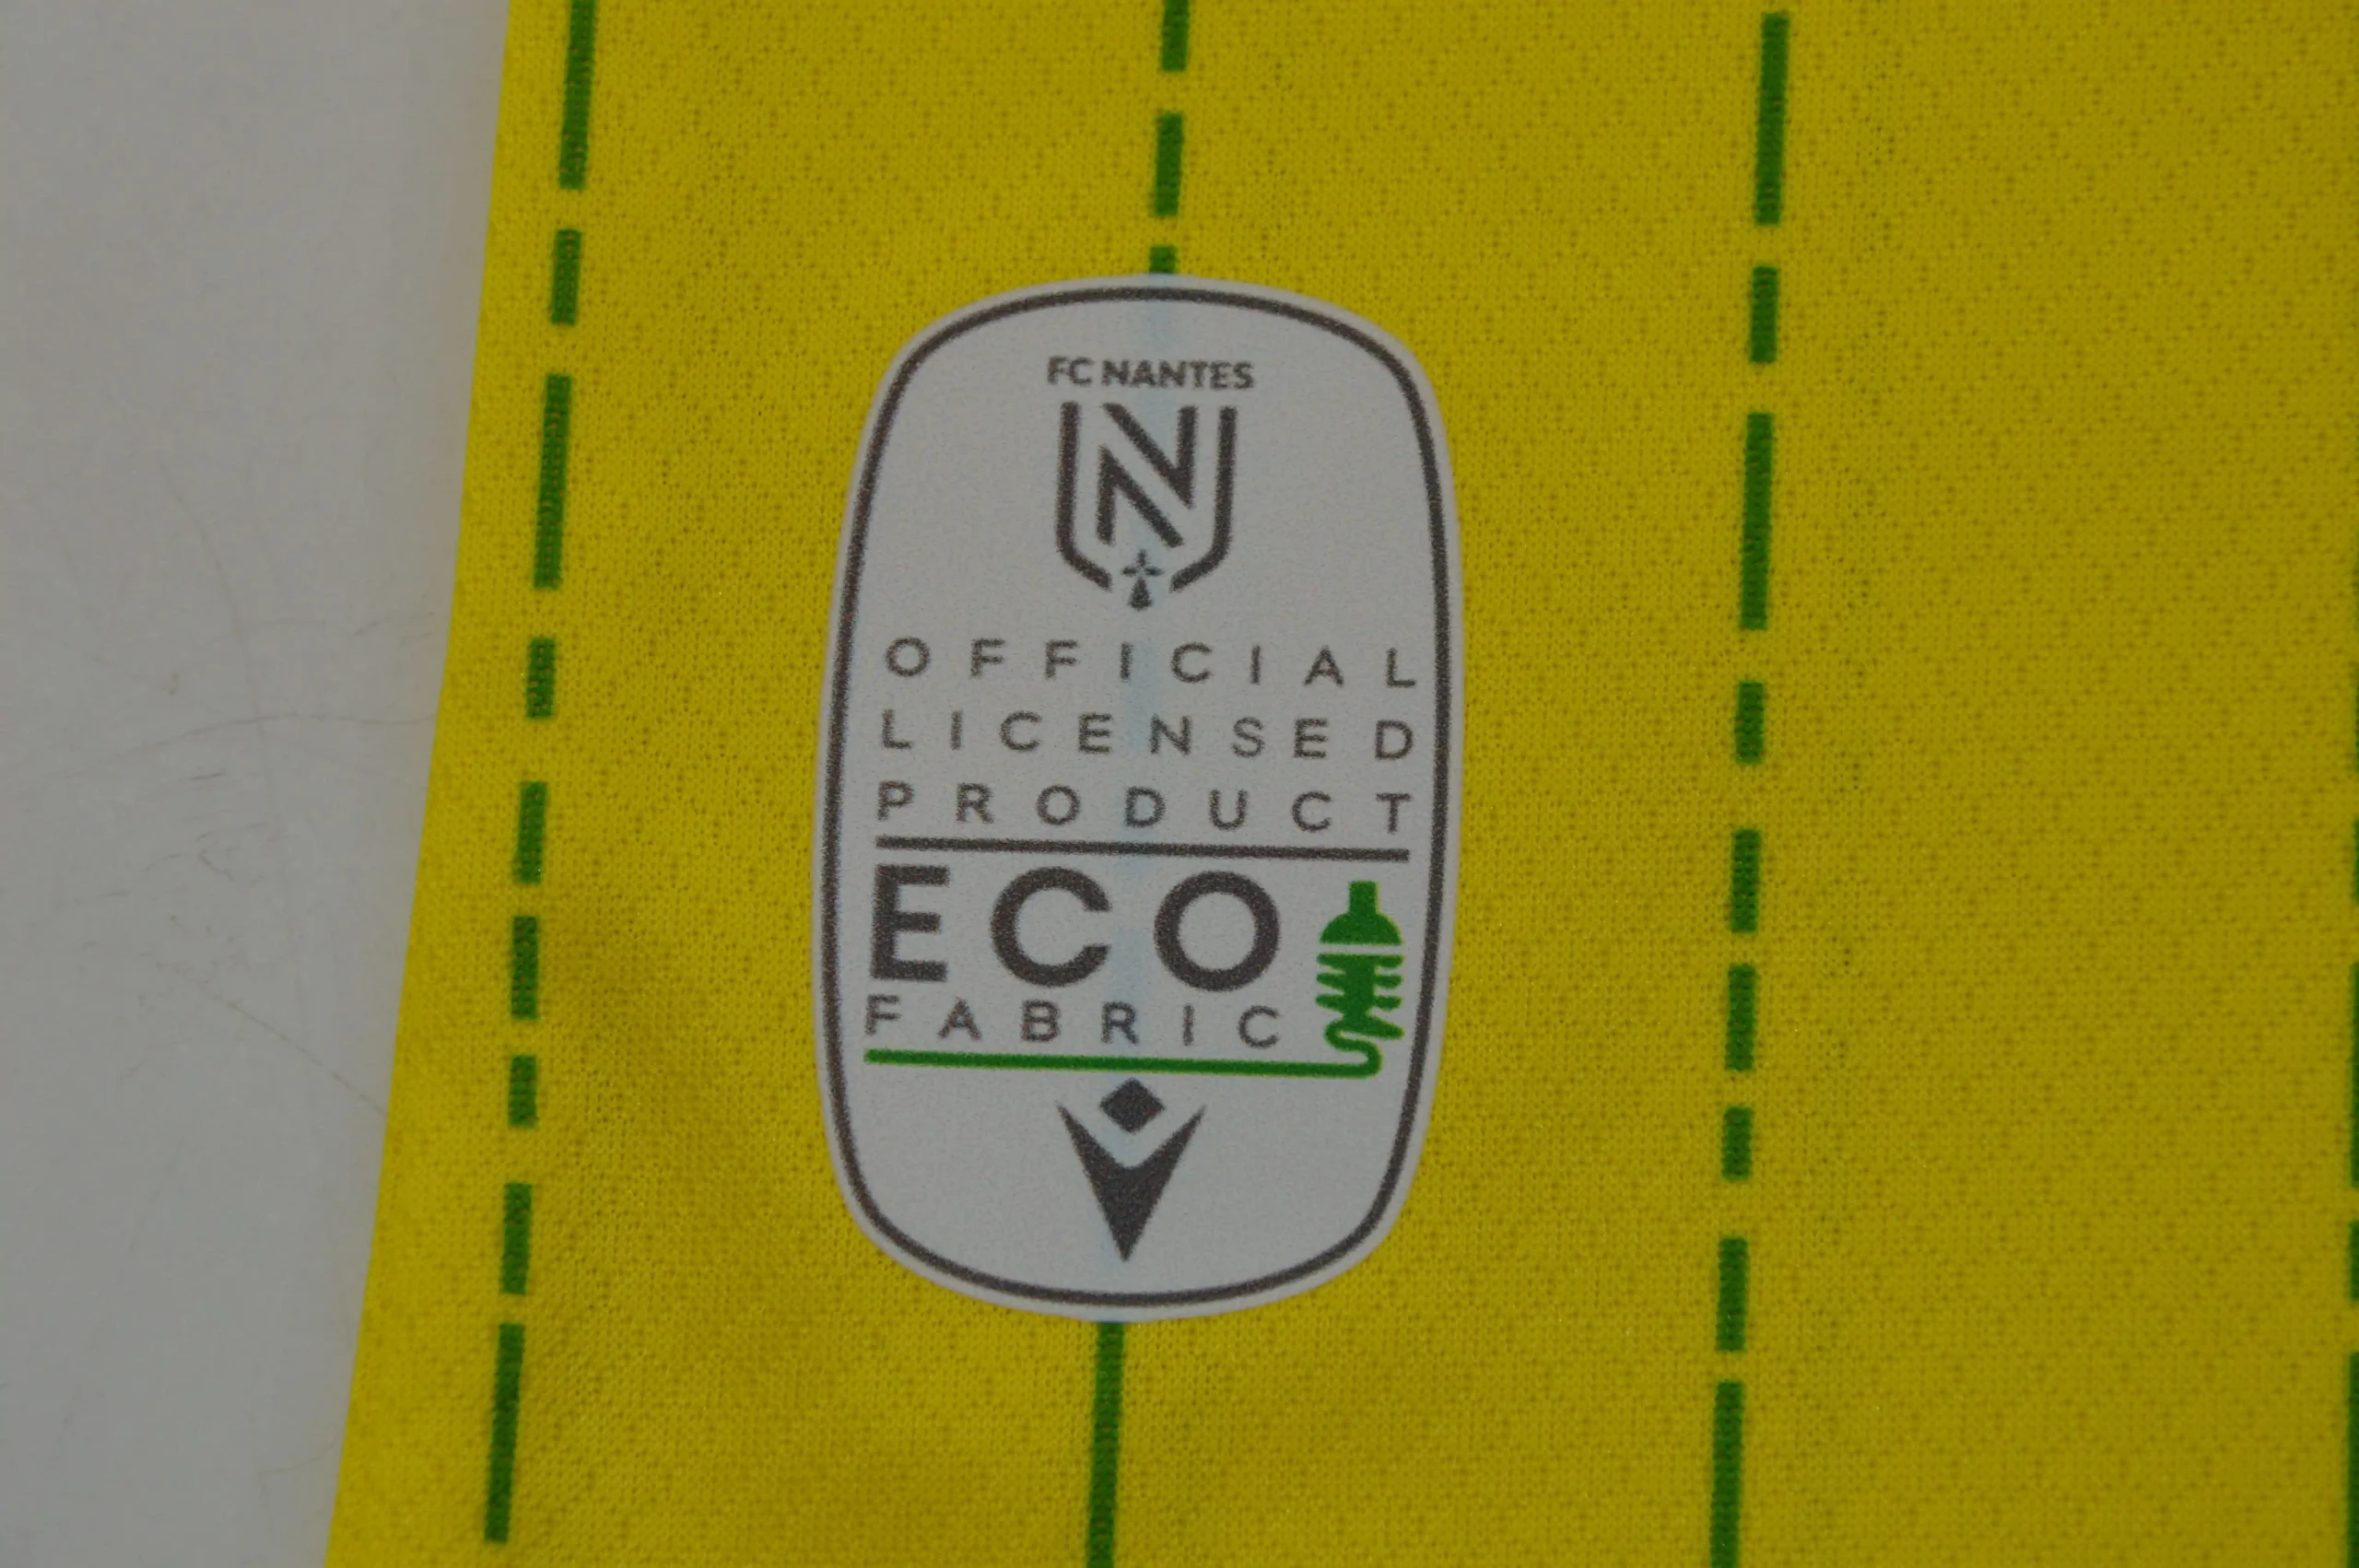 FC NANTES
OFFICIAL
LICENSED
PRODUCT
ECO
FABRIC